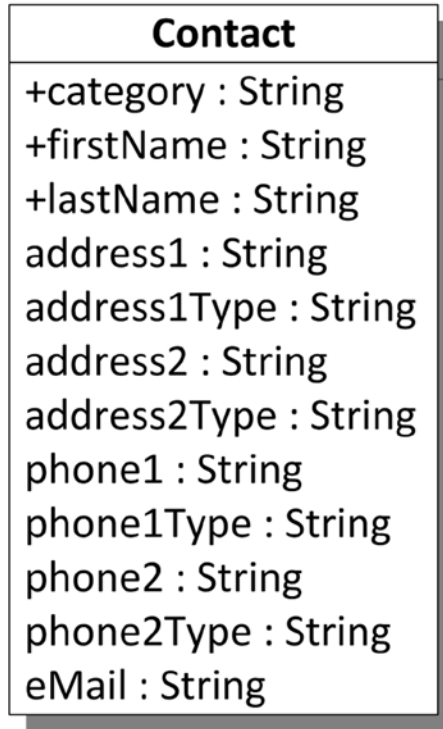 Contact
+category : String
+firstName : String
+lastName : String
address1 : String
address1Type : String
address2 : String
address2Type : String
phone1 : String
phone1Type : String
phone2 : String
phone2Type : String
eMail : String